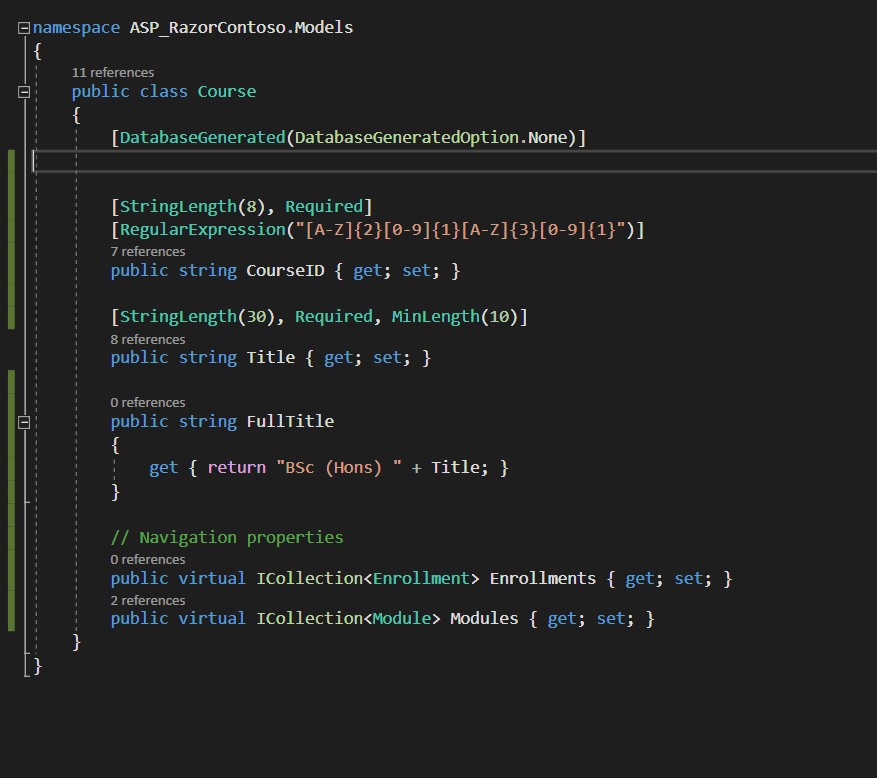 namespace ASP_RazorContoso.Models
{
11 references
public class Course
{
[DatabaseGenerated(DatabaseGeneratedOption.None)]
[StringLength(8), Required]
[RegularExpression("[A-Z]{2}[0-9]{1}[A-Z]{3}[0-9]{1}")]
7 references
public string CourseID { get; set; }
[StringLength(30), Required, MinLength(10)]
8 references
public string Title { get; set; }
0 references
public string FullTitle
{
get { return "BSc (Hons) " + Title; }
}
// Navigation properties
0 references
public virtual ICollection<Enrollment> Enrollments { get; set; }
2 references
public virtual ICollection<Module> Modules { get; set; }
}
}